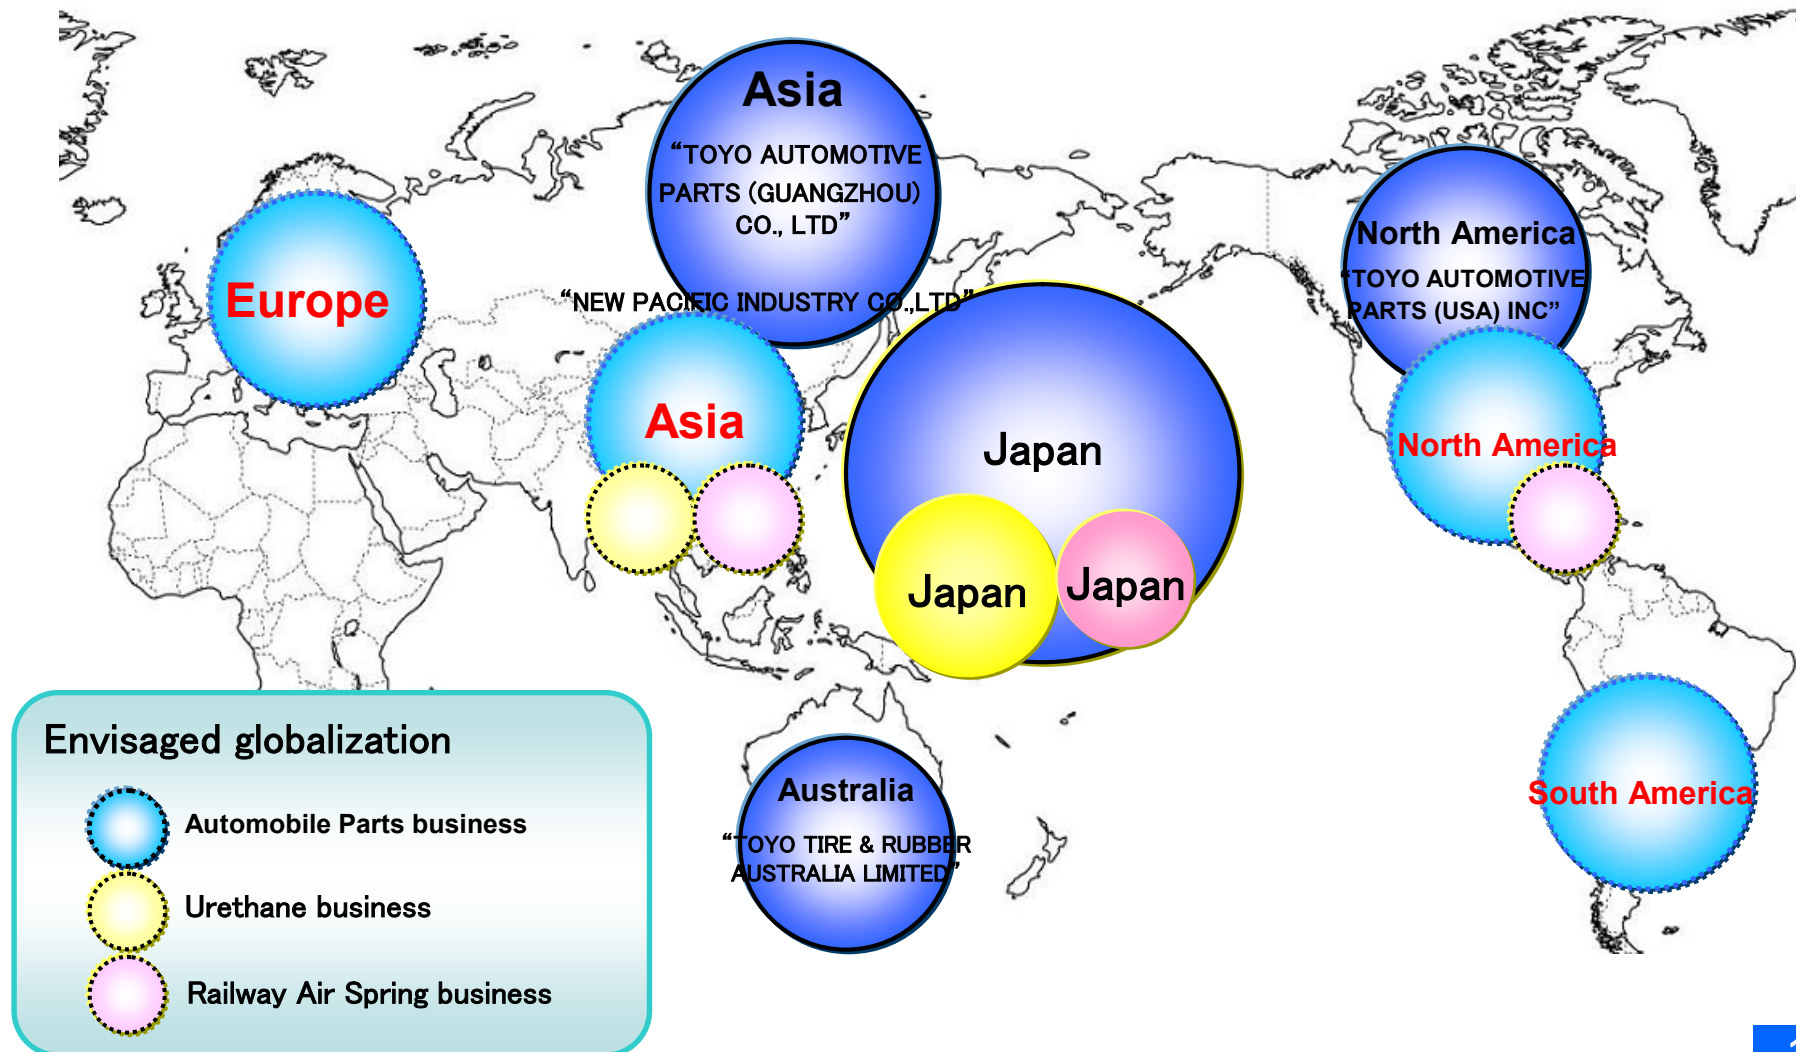 Asia
“TOYO AUTOMOTIVE
PARTS (GUANGZHOU)
CO., LTD”
“NEW PACIFIC INDUSTRY CO.,LTD”
North America
“TOYO AUTOMOTIVE
PARTS (USA) INC”
Europe
Asia
Japan
North America
Japan
Japan
Australia
“TOYO TIRE & RUBBER
AUSTRALIA LIMITED”
South America
Envisaged globalization
Automobile Parts business
Urethane business
Railway Air Spring business